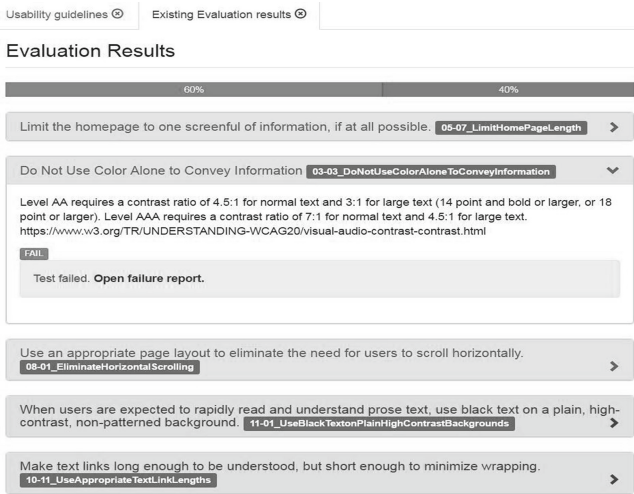 Usability guidelines Existing Evaluation results
Evaluation Results
60% 40%
Limit the homepage to one screenful of information, if at all possible. 05-07_LimitHomePageLength
Do Not Use Color Alone to Convey Information 03-03_DoNotUseColorAloneToConveyInformation
Level AA requires a contrast ratio of 4.5:1 for normal text and 3:1 for large text (14 point and bold or larger, or 18
point or larger). Level AAA requires a contrast ratio of 7:1 for normal text and 4.5:1 for large text.
https://www.w3.org/TR/UNDERSTANDING-WCAG20/visual-audio-contrast-contrast.html
FAIL
Test failed. Open failure report.
Use an appropriate page layout to eliminate the need for users to scroll horizontally.
08-01_EliminateHorizontalScrolling
When users are expected to rapidly read and understand prose text, use black text on a plain, high-
contrast, non-patterned background. 11-01_UseBlackTextonPlainHighContrastBackgrounds
Make text links long enough to be understood, but short enough to minimize wrapping.
10-11_UseAppropriateTextLinkLengths